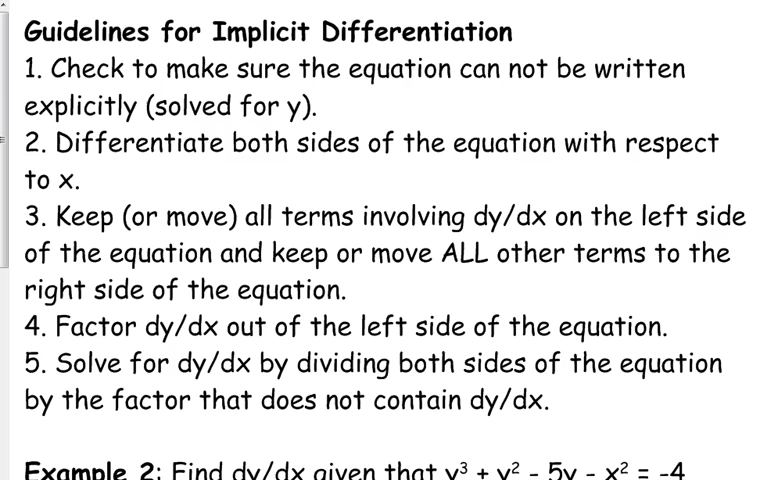 Guidelines for Implicit Differentiation
1. Check to make sure the equation can not be written
explicitly (solved for y).
2. Differentiate both sides of the equation with respect
to x.
3. Keep (or move) all terms involving dy/dx on the left side
of the equation and keep or move ALL other terms to the
right side of the equation.
4. Factor dy/dx out of the left side of the equation.
5. Solve for dy/dx by dividing both sides of the equation
by the factor that does not contain dy/dx.
Example 2: Find dy/dx given that y³ + y² - 5y - x² = -4